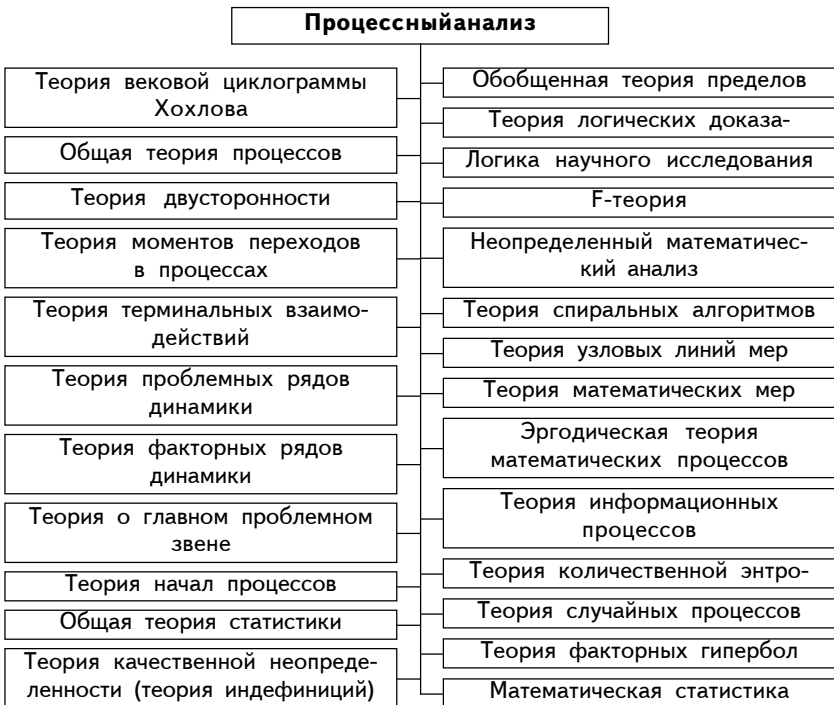 Процессныйанализ
Теория вековой циклограммы
Хохлова
Общая теория процессов
Теория двусторонности
Теория моментов переходов
в процессах
Теория терминальных взаимо-
действий
Теория проблемных рядов
динамики
Теория факторных рядов
динамики
Теория о главном проблемном
звене
Теория начал процессов
Общая теория статистики
Теория качественной неопреде-
ленности (теория индефиниций)
Обобщенная теория пределов
Теория логических доказа-
Логика научного исследования
F-теория
Неопределенный математичес-
кий анализ
Теория спиральных алгоритмов
Теория узловых линий мер
Теория математических мер
Эргодическая теория
математических процессов
Теория информационных
процессов
Теория количественной энтро-
Теория случайных процессов
Теория факторных гипербол
Математическая статистика